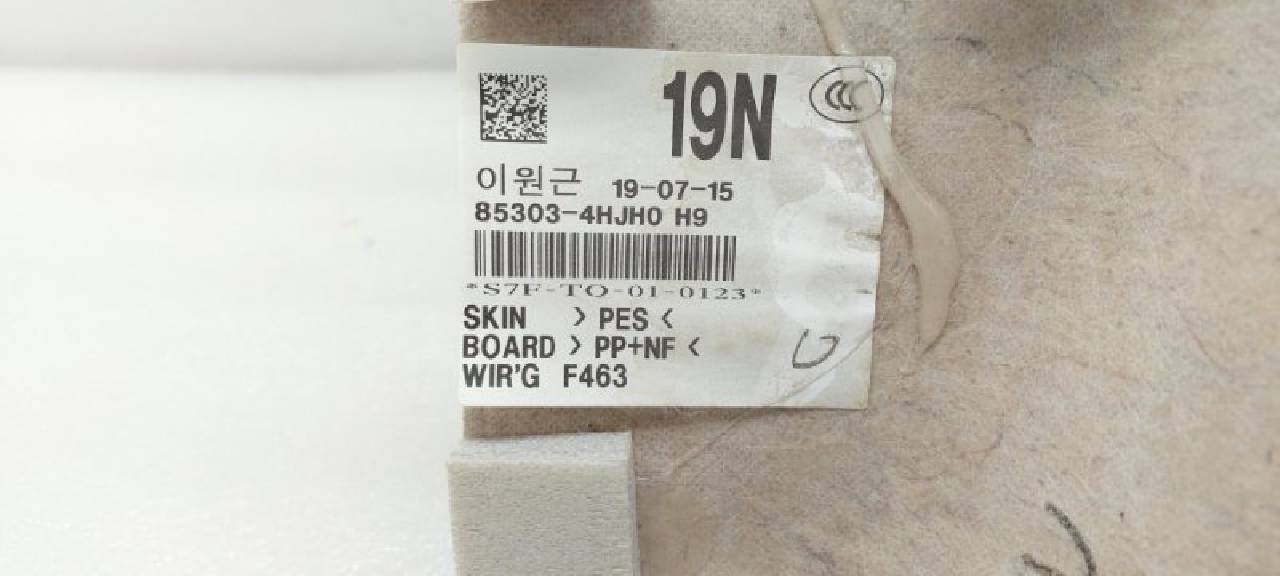 19N
이원근 19-07-15
85303-4HJH0 H9
*S7F-TO-01-0123*
SKIN > PES <
BOARD > PP+NF <
WIR'G F463